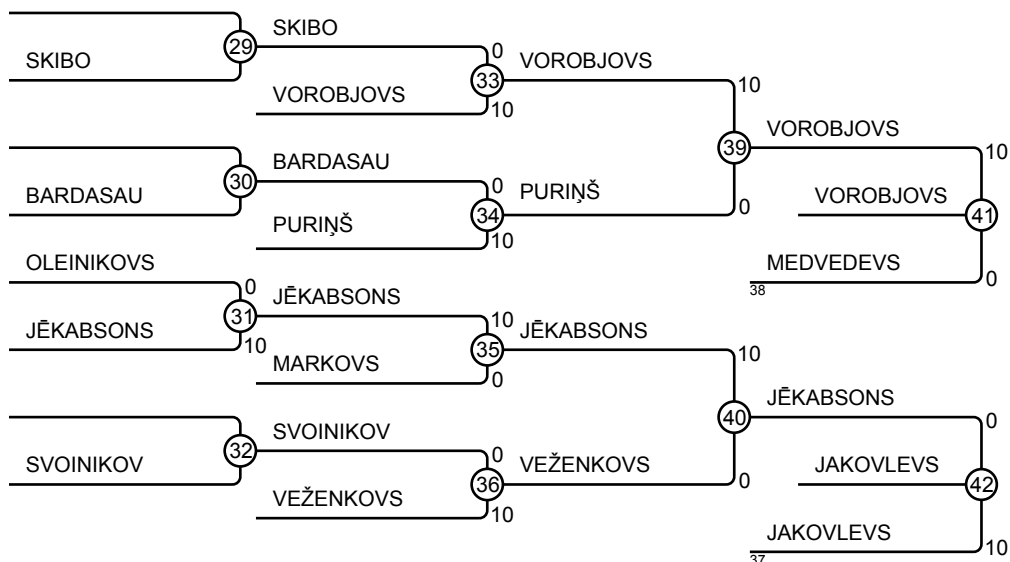 SKIBO
29
SKIBO
0
33
VOROBJOVS
10
VOROBJOVS
10
39
VOROBJOVS
10
BARDASAU
30
BARDASAU
0
34
PURIŅŠ
10
PURIŅŠ
0
VOROBJOVS
41
MEDVEDEVS
38
0
OLEINIKOVS
0
31
JĒKABSONS
10
JĒKABSONS
10
35
MARKOVS
0
JĒKABSONS
10
40
JĒKABSONS
0
SVOINIKOV
32
SVOINIKOV
0
36
VEŽENKOVS
10
VEŽENKOVS
0
JAKOVLEVS
42
JAKOVLEVS
37
10